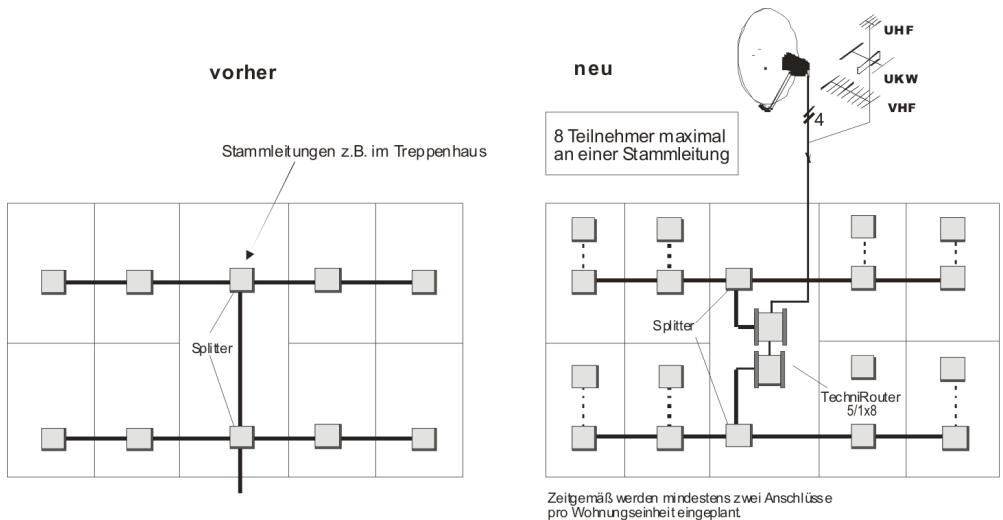 vorher
Stammleitungen z.B. im Treppenhaus
Splitter
neu
UHF
UKW
VHF
4
8 Teilnehmer maximal
an einer Stammleitung
Splitter
TechniRouter
5/1x8
Zeitgemäß werden mindestens zwei Anschlüsse
pro Wohnungseinheit eingeplant.